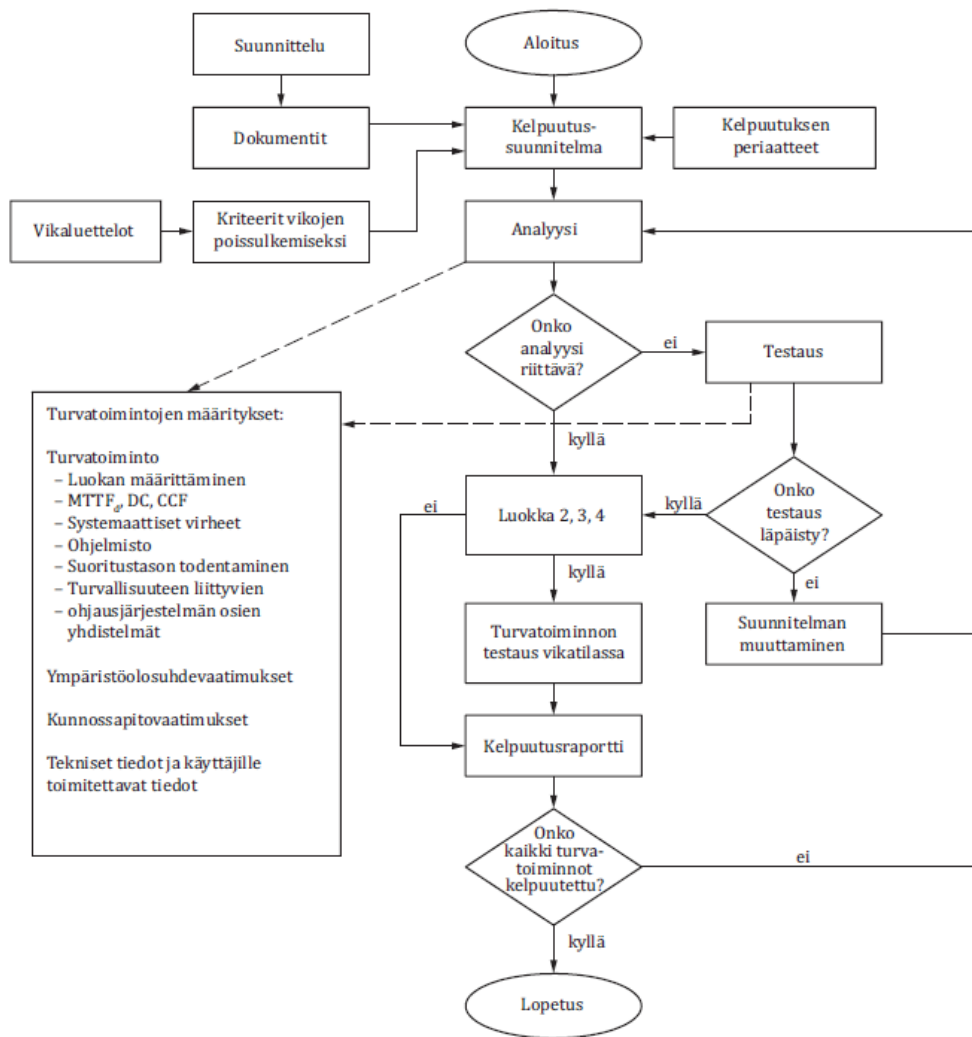 Suunnittelu
Aloitus
Dokumentit
Kelpuutus-
suunnitelma
Kelpuutuksen
periaatteet
Vikaluettelot
Kriteerit vikojen
poissulkemiseksi
Analyysi
Onko
analyysi
riittävä?
ei
Testaus
kyllä
Turvatoimintojen määritykset:
Turvatoiminto
– Luokan määrittäminen
– MTTFd, DC, CCF
– Systemaattiset virheet
– Ohjelmisto
– Suoritustason todentaminen
– Turvallisuuteen liittyvien
– ohjausjärjestelmän osien
yhdistelmät
Ympäristöolosuhdevaatimukset
Kunnossapitovaatimukset
Tekniset tiedot ja käyttäjille
toimitettavat tiedot
ei
Luokka 2, 3, 4
kyllä
Onko
testaus
läpäisty?
kyllä
ei
Turvatoiminnon
testaus vikatilassa
Suunnitelman
muuttaminen
Kelpuutusraportti
Onko
kaikki turva-
toiminnot
kelpuutettu?
ei
kyllä
Lopetus